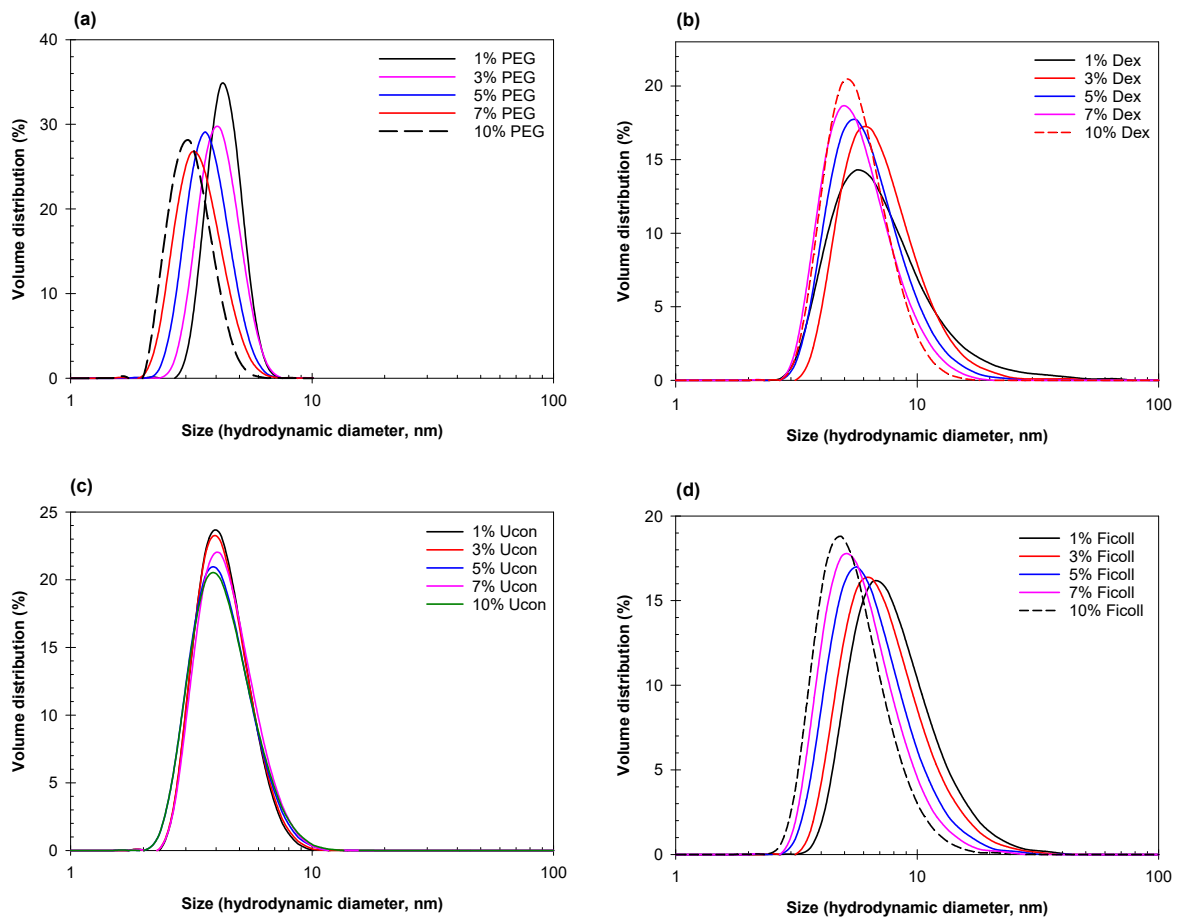 (a)
40
30
20
10
0
1
10
100
Volume distribution (%)
Size (hydrodynamic diameter, nm)
1% PEG
3% PEG
5% PEG
7% PEG
10% PEG
(b)
20
15
10
5
0
1
10
100
Volume distribution (%)
Size (hydrodynamic diameter, nm)
1% Dex
3% Dex
5% Dex
7% Dex
10% Dex
(c)
25
20
15
10
5
0
1
10
100
Volume distribution (%)
Size (hydrodynamic diameter, nm)
1% Ucon
3% Ucon
5% Ucon
7% Ucon
10% Ucon
(d)
20
15
10
5
0
1
10
100
Volume distribution (%)
Size (hydrodynamic diameter, nm)
1% Ficoll
3% Ficoll
5% Ficoll
7% Ficoll
10% Ficoll